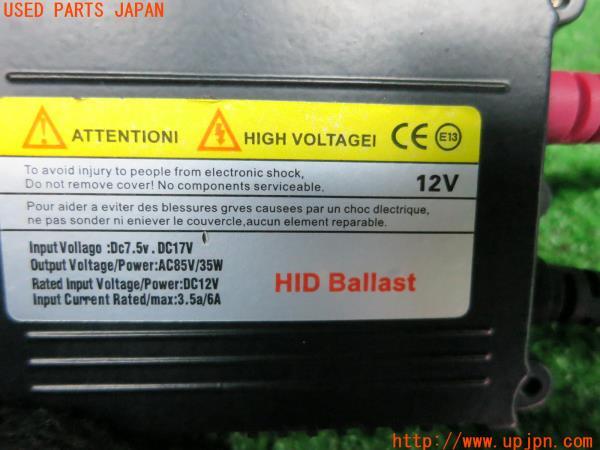 USED PARTS JAPAN
ATTENTIONI HIGH VOLTAGEI CE E13
To avoid injury to people from electronic shock,
Do not remove cover! No components serviceable. 12V
Pour aider a eviter des blessures grves causees par un choc dlectrique,
ne pas sonder ni eniever le couvercle,aucun element reparable.
Input Vollago :Dc7.5v. DC17V
Output Voltage/Power:AC85V/35W
Rated Input Voltage/Power:DC12V
Input Current Rated/max:3.5a/6A
HID Ballast
http://www.upjpn.com/